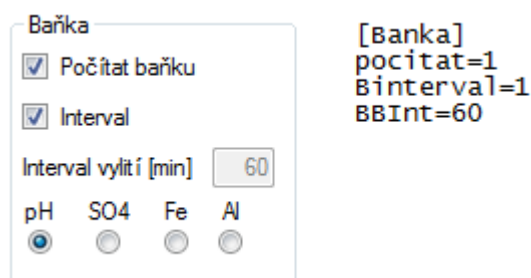 Baňka
Počítat baňku
Interval
Interval vylití [min] 60
pH SO4 Fe Al
[Banka]
pocitat=1
Binterval=1
BBInt=60